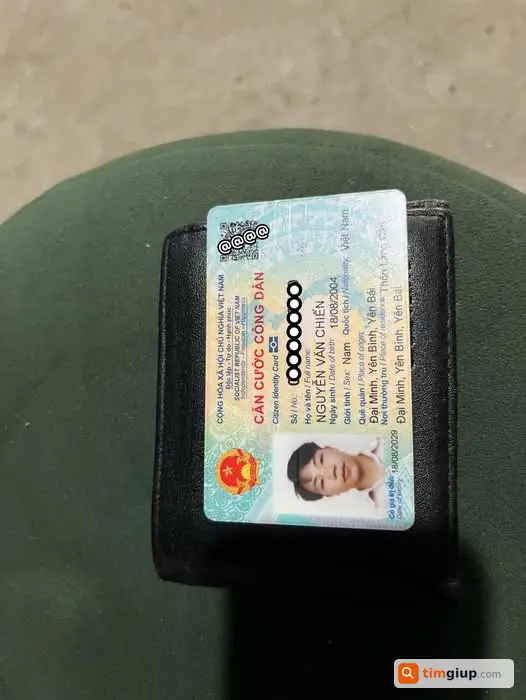 CỘNG HÒA XÃ HỘI CHỦ NGHĨA VIỆT NAM
Độc lập - Tự do - Hạnh phúc
SOCIALIST REPUBLIC OF VIET NAM
Independence - Freedom - Happiness
CĂN CƯỚC CÔNG DÂN
Citizen Identity Card
Số / No.:
Họ và tên / Full name:
NGUYỄN VĂN CHIẾN
Ngày sinh / Date of birth: 18/08/2004
Giới tính / Sex: Nam Quốc tịch / Nationality: Việt Nam
Quê quán / Place of origin:
Đại Minh, Yên Bình, Yên Bái
Nơi thường trú / Place of residence: Thôn Làng Cần
Đại Minh, Yên Bình, Yên Bái
Có giá trị đến: 18/08/2029
Date of expiry
timgiup.com